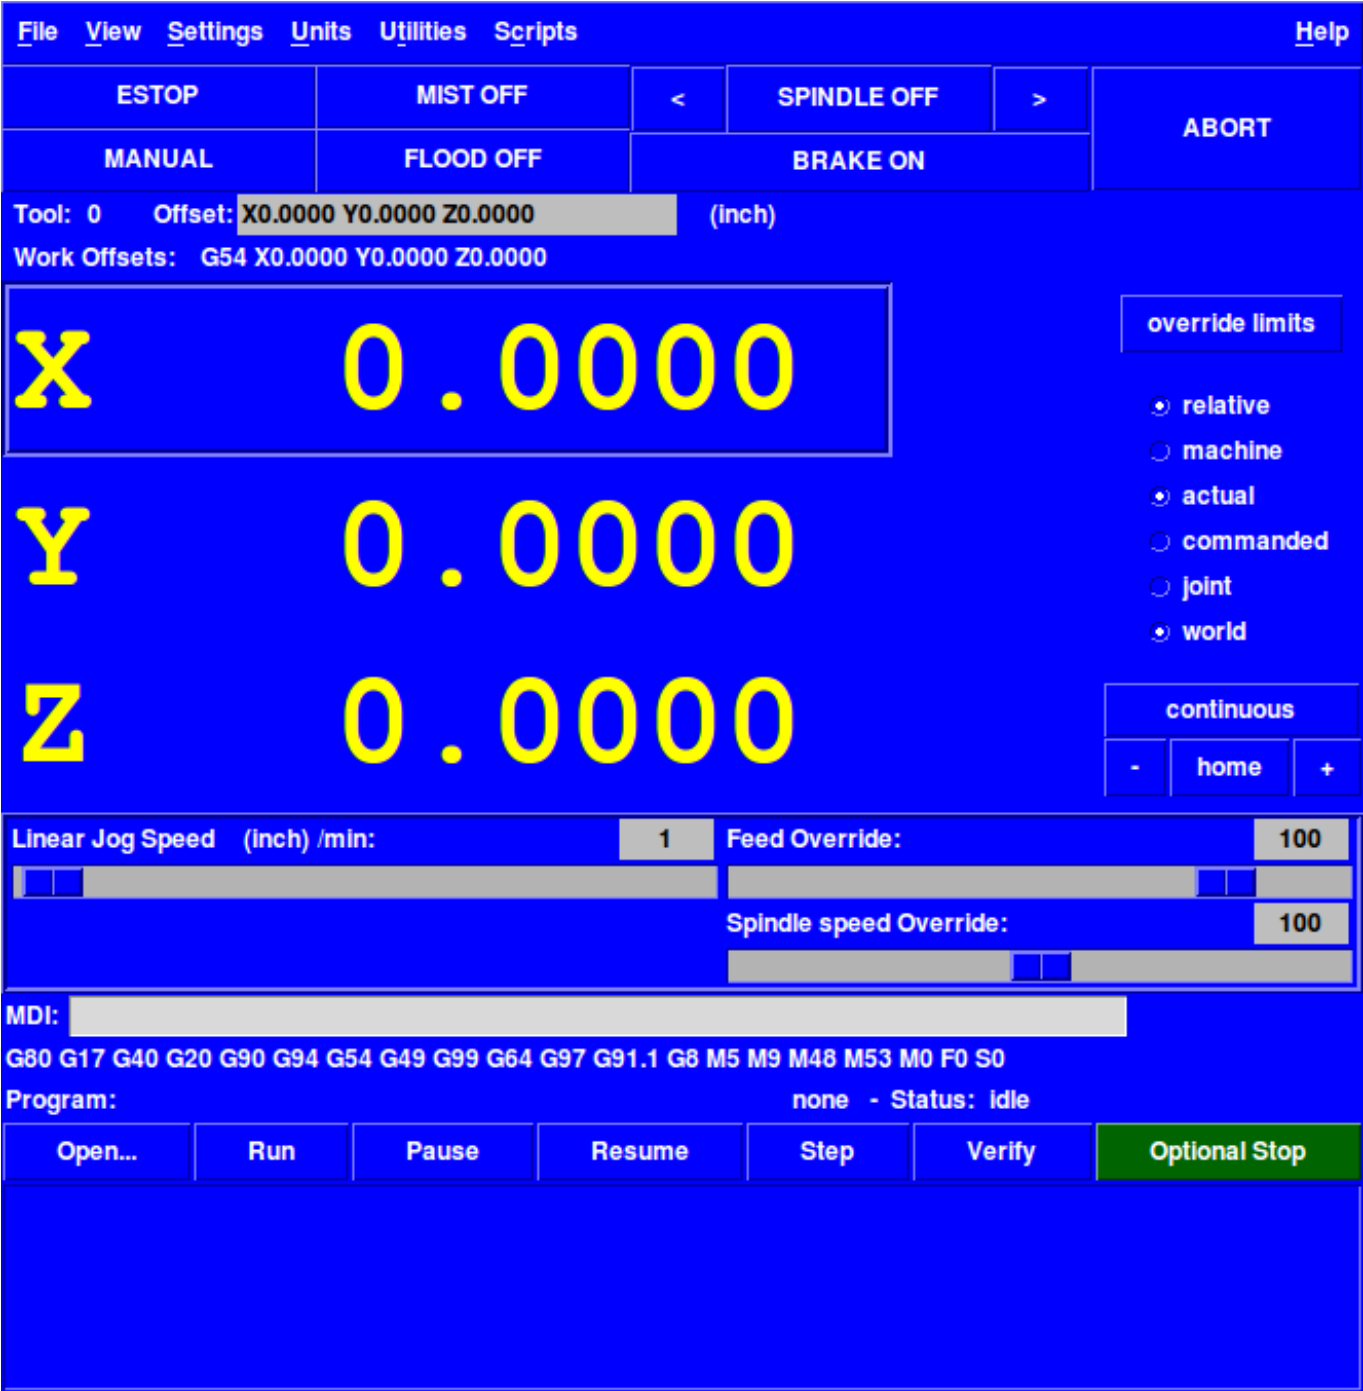 File View Settings Units Utilities Scripts Help
ESTOP MIST OFF < SPINDLE OFF > ABORT
MANUAL FLOOD OFF BRAKE ON
Tool: 0 Offset: X0.0000 Y0.0000 Z0.0000 (inch)
Work Offsets: G54 X0.0000 Y0.0000 Z0.0000
X 0.0000
Y 0.0000
Z 0.0000
override limits
relative
machine
actual
commanded
joint
world
continuous
- home +
Linear Jog Speed (inch) /min: 1 Feed Override: 100
Spindle speed Override: 100
MDI:
G80 G17 G40 G20 G90 G94 G54 G49 G99 G64 G97 G91.1 G8 M5 M9 M48 M53 M0 F0 S0
Program: none - Status: idle
Open... Run Pause Resume Step Verify Optional Stop